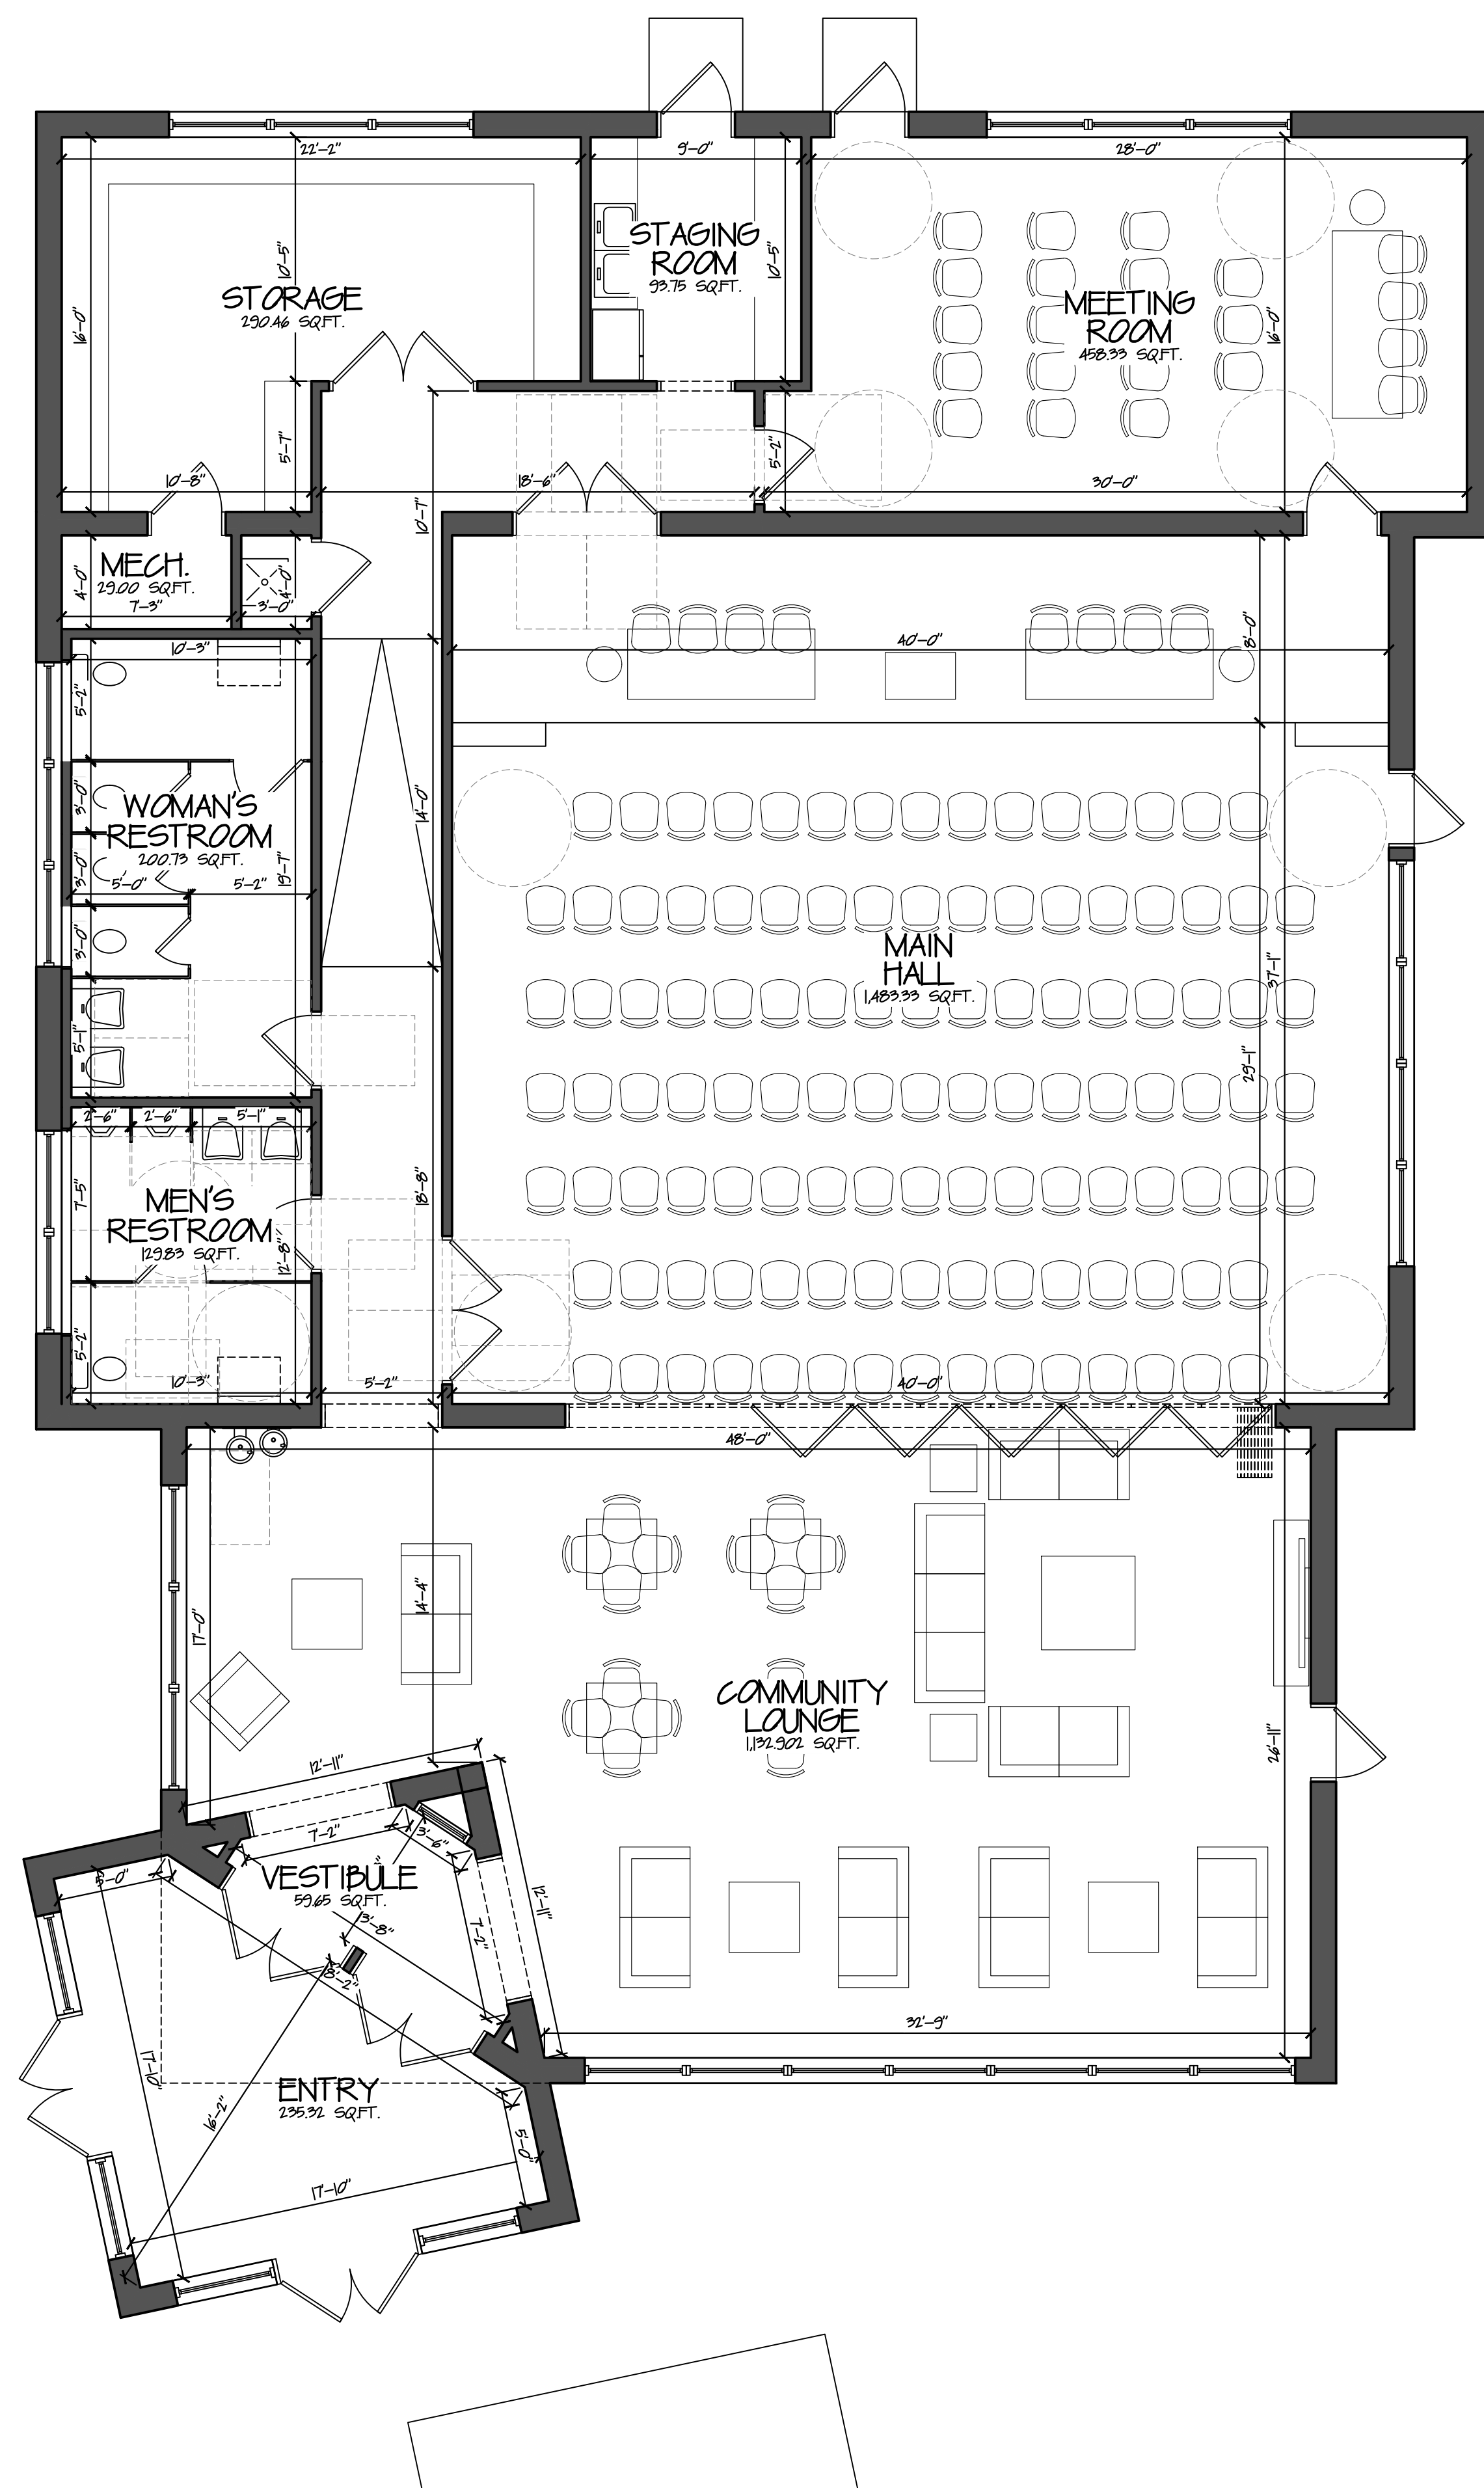 22'-2"
9'-0"
28'-0"
10'-5"
STAGING
ROOM
93.75 SQ.FT.
10'-5"
STORAGE
290.46 SQ.FT.
16'-0"
MEETING
ROOM
458.33 SQ.FT.
16'-0"
5'-7"
5'-2"
10'-8"
18'-6"
30'-0"
10'-7"
MECH.
29.00 SQ.FT.
4'-0"
4'-0"
7'-3"
3'-0"
10'-3"
40'-0"
8'-0"
5'-2"
3'-0"
WOMAN'S
RESTROOM
200.73 SQ.FT.
14'-0"
3'-0"
5'-0"
5'-2"
19'-7"
3'-0"
MAIN
HALL
1,483.33 SQ.FT.
37'-1"
5'-1"
29'-1"
2'-6"
2'-6"
5'-1"
7'-5"
MEN'S
RESTROOM
129.83 SQ.FT.
18'-8"
12'-8"
5'-2"
10'-3"
5'-2"
40'-0"
48'-0"
17'-0"
14'-4"
COMMUNITY
LOUNGE
1,132.902 SQ.FT.
26'-11"
12'-11"
7'-2"
3'-6"
VESTIBULE
59.65 SQ.FT.
5'-0"
13'-8"
7'-2"
12'-11"
18'-2"
32'-9"
17'-10"
ENTRY
235.32 SQ.FT.
16'-2"
5'-0"
17'-10"